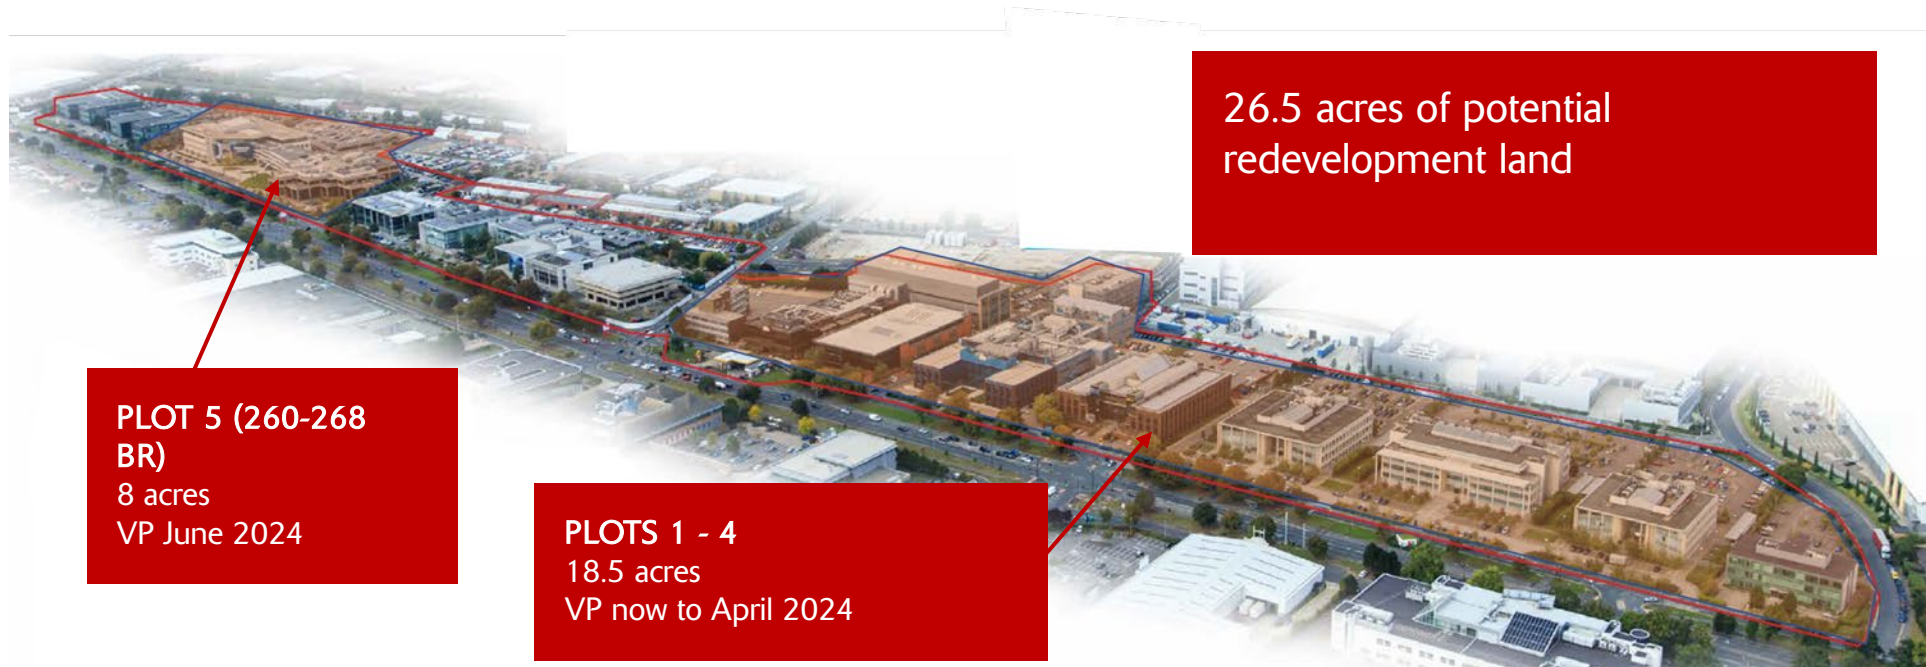 26.5 acres of potential
redevelopment land
PLOT 5 (260-268
BR)
8 acres
VP June 2024
PLOTS 1 - 4
18.5 acres
VP now to April 2024